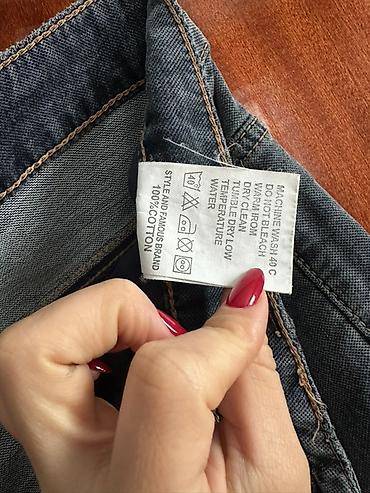 MACHINE WASH 40 C
DO NOT BLEACH
WARM IROM
DRY CLEAN
TUMBLE DRY LOW
TEMPERATURE
WATER
40
STYLE AND FAMOUS BRAND
100%COTTON